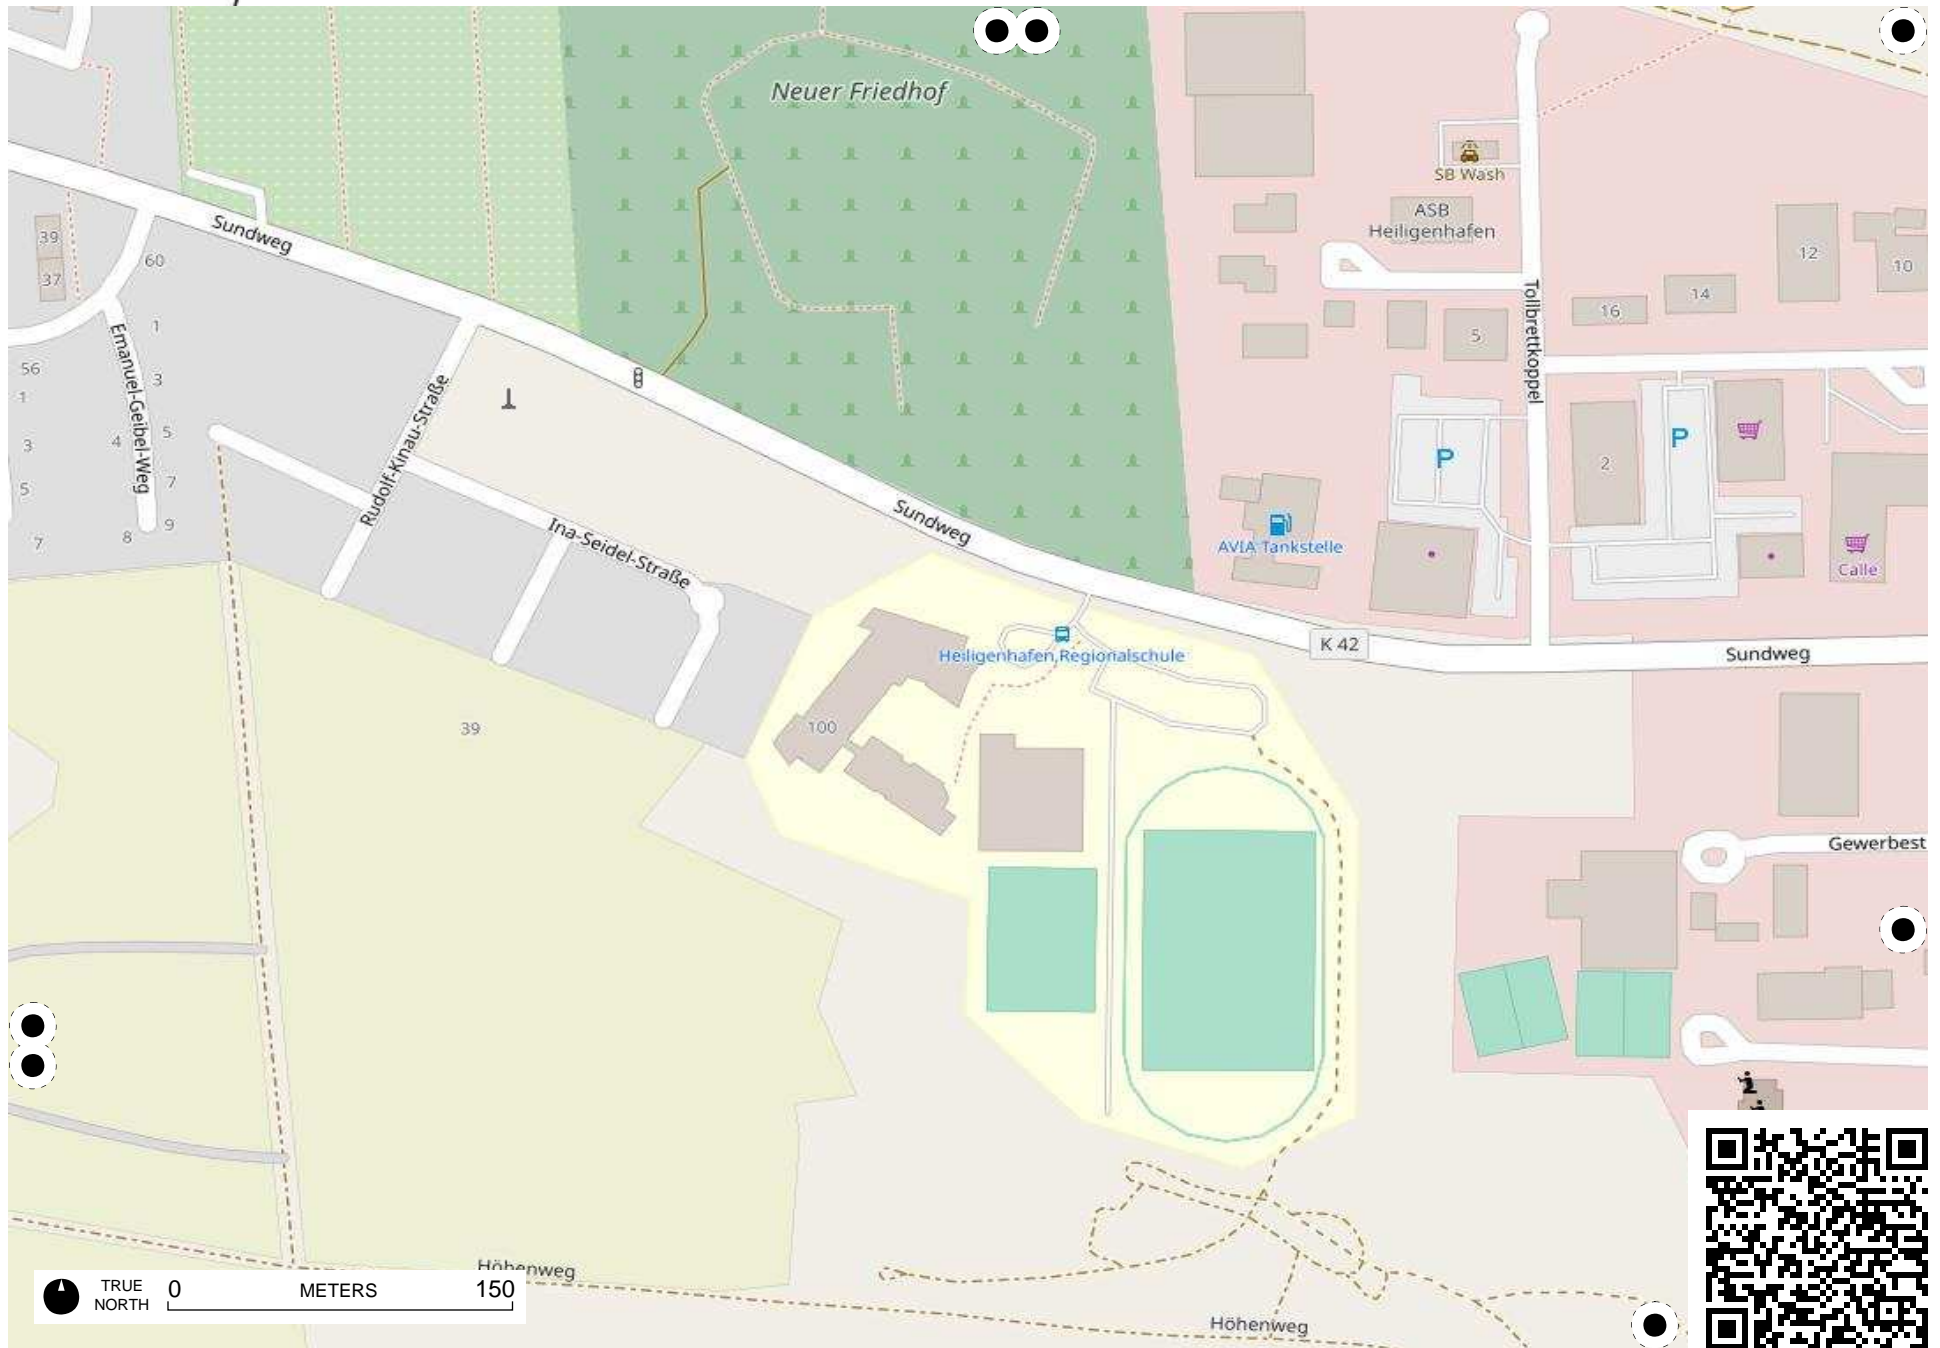 Neuer Friedhof
SB Wash
ASB
Heiligenhafen
Sundweg
39
37
60
12
10
14
16
5
Tollbrettkoppel
Emanuel-Geibel-Weg
1
3
5
7
9
56
1
3
5
7
4
8
Rudolf-Kinau-Straße
Ina-Seidel-Straße
Sundweg
P
P
2
AVIA Tankstelle
Calle
K 42
Sundweg
Heiligenhafen Regionalschule
100
39
Gewerbest
Höhenweg
Höhenweg
TRUE
NORTH
0 METERS 150